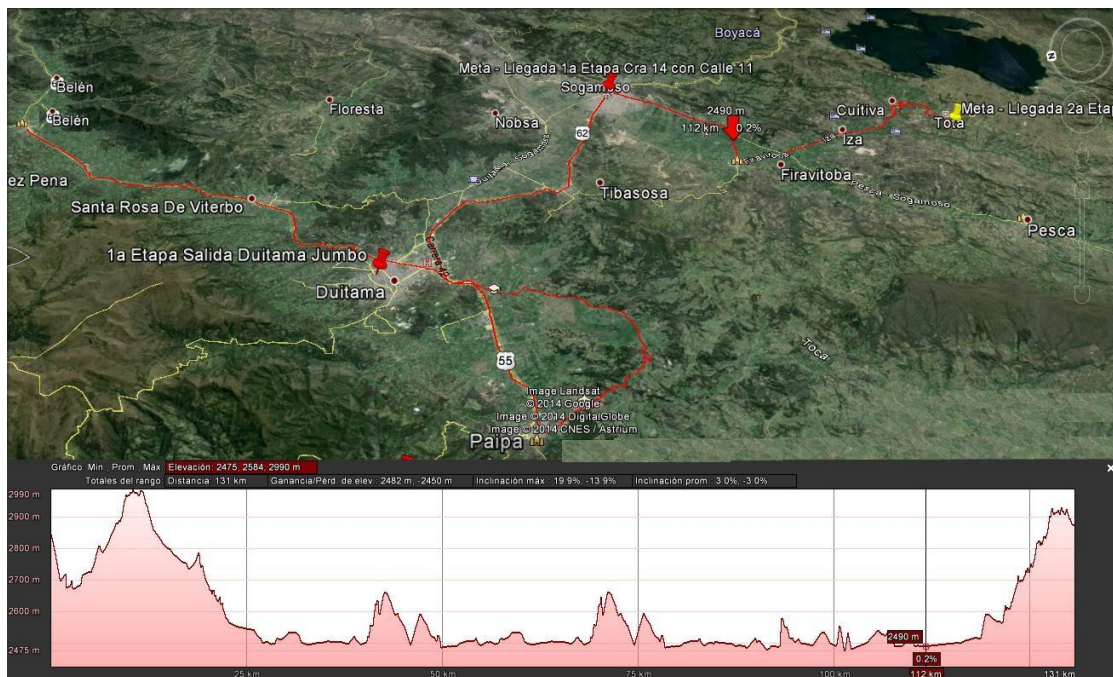 Boyacá
Meta - Llegada 1a Etapa Cra 14 con Calle 11
Belén
Sogamoso
Floresta
2490 m
Cuítiva
Meta - Llegada 2a Etap
Belén
Nobsa
112 km
0.2%
Tota
62
Iza
Iza
ez Pena
Firavitoba
Firavitoba
Tibasosa
Pesca - Sogamoso
Santa Rosa De Viterbo
Pesca
1a Etapa Salida Duitama Jumbo
Duitama
Toca
55
Image Landsat
© 2014 Google
Image © 2014 DigitalGlobe
Image © 2014 CNES / Astrium
Paipa
Gráfico: Mín., Prom., Máx. Elevación: 2475, 2584, 2990 m
Totales del rango: Distancia: 131 km Ganancia/Pérd. de elev.: 2482 m, -2450 m Inclinación máx.: 19.9%, -13.9% Inclinación prom.: 3.0%, -3.0%
2990 m
2900 m
2800 m
2700 m
2600 m
2490 m
2475 m
0.2%
25 km 50 km 75 km 100 km 112 km 131 km